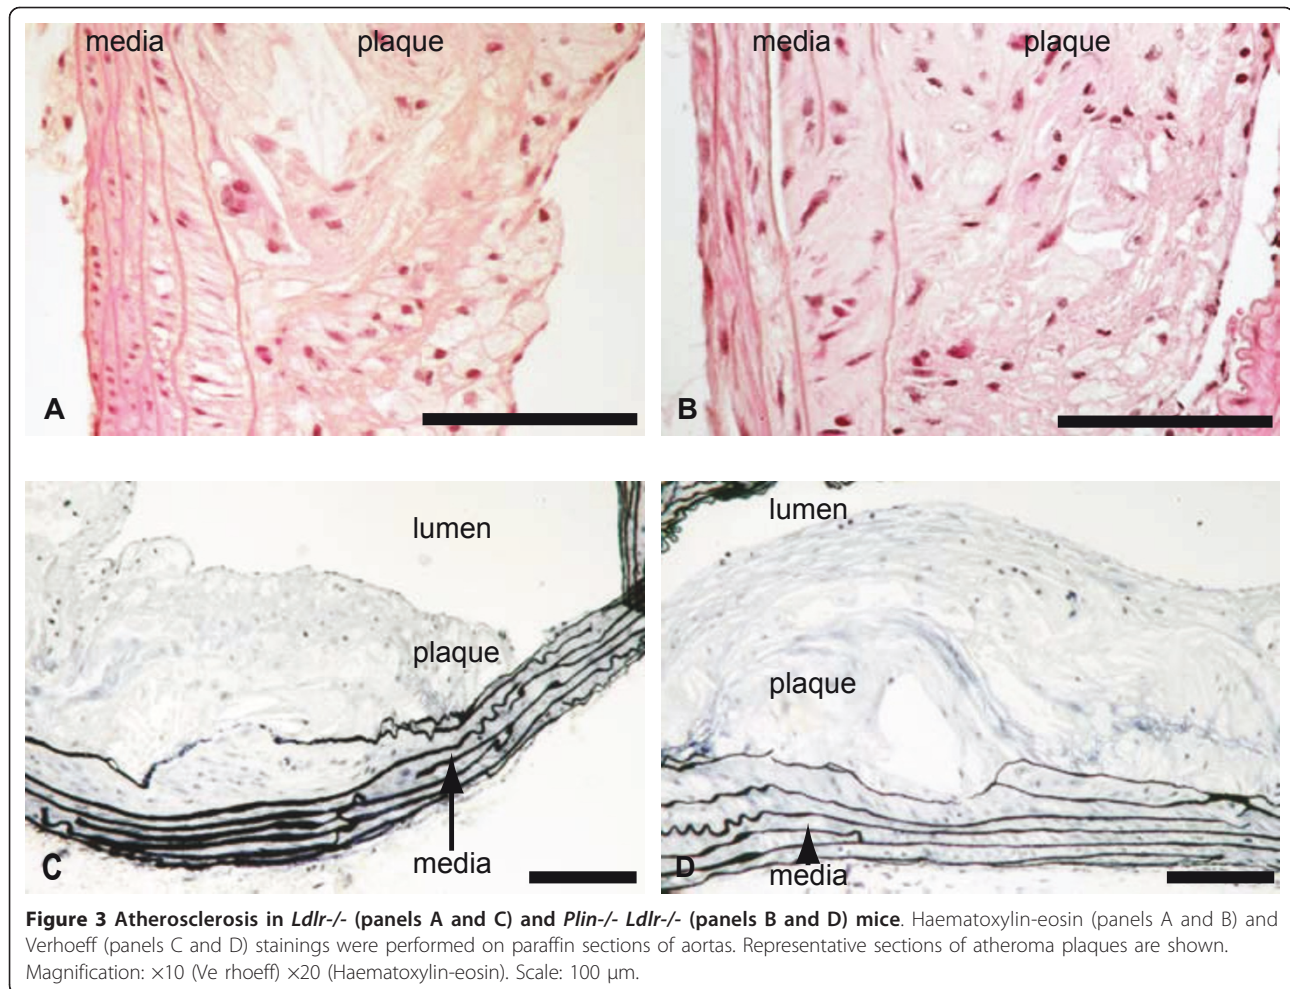 media plaque
media plaque
A
B
lumen
plaque
media
C
lumen
plaque
media
D
Figure 3 Atherosclerosis in Ldlr-/- (panels A and C) and Plin-/- Ldlr-/- (panels B and D) mice. Haematoxylin-eosin (panels A and B) and
Verhoeff (panels C and D) stainings were performed on paraffin sections of aortas. Representative sections of atheroma plaques are shown.
Magnification: ×10 (Ve rhoeff) ×20 (Haematoxylin-eosin). Scale: 100 μm.